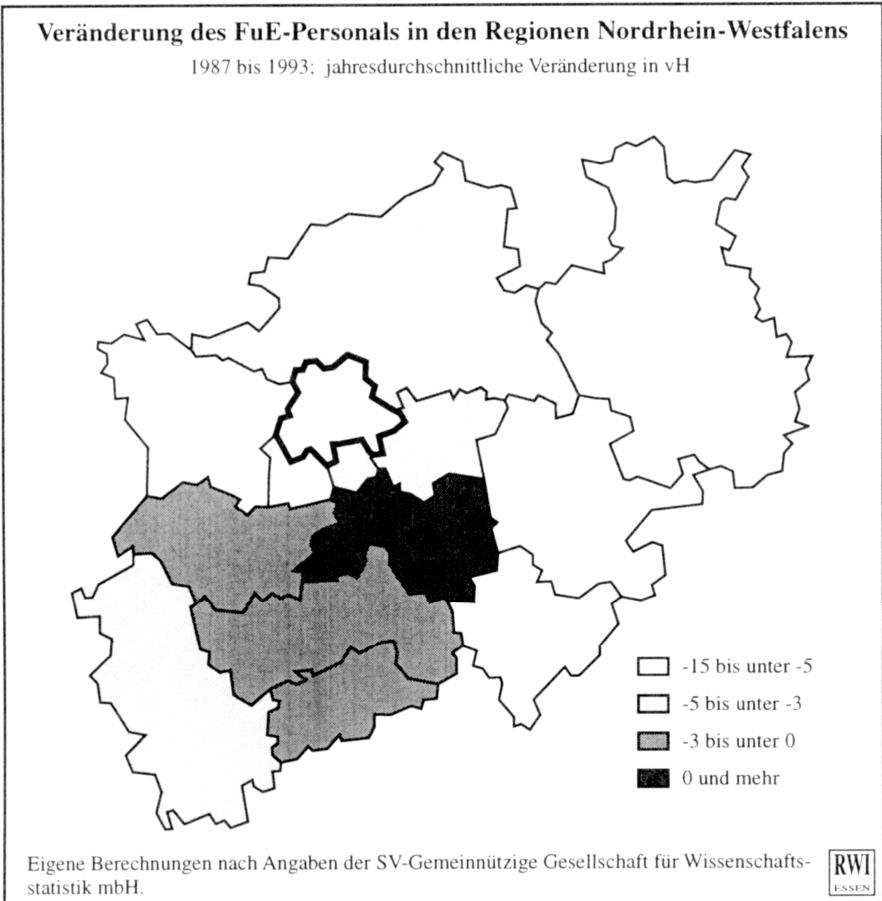 Veränderung des FuE-Personals in den Regionen Nordrhein-Westfalens
1987 bis 1993; jahresdurchschnittliche Veränderung in vH
-15 bis unter -5
-5 bis unter -3
-3 bis unter 0
0 und mehr
Eigene Berechnungen nach Angaben der SV-Gemeinnützige Gesellschaft für Wissenschafts-
statistik mbH.
RWI
ESSEN